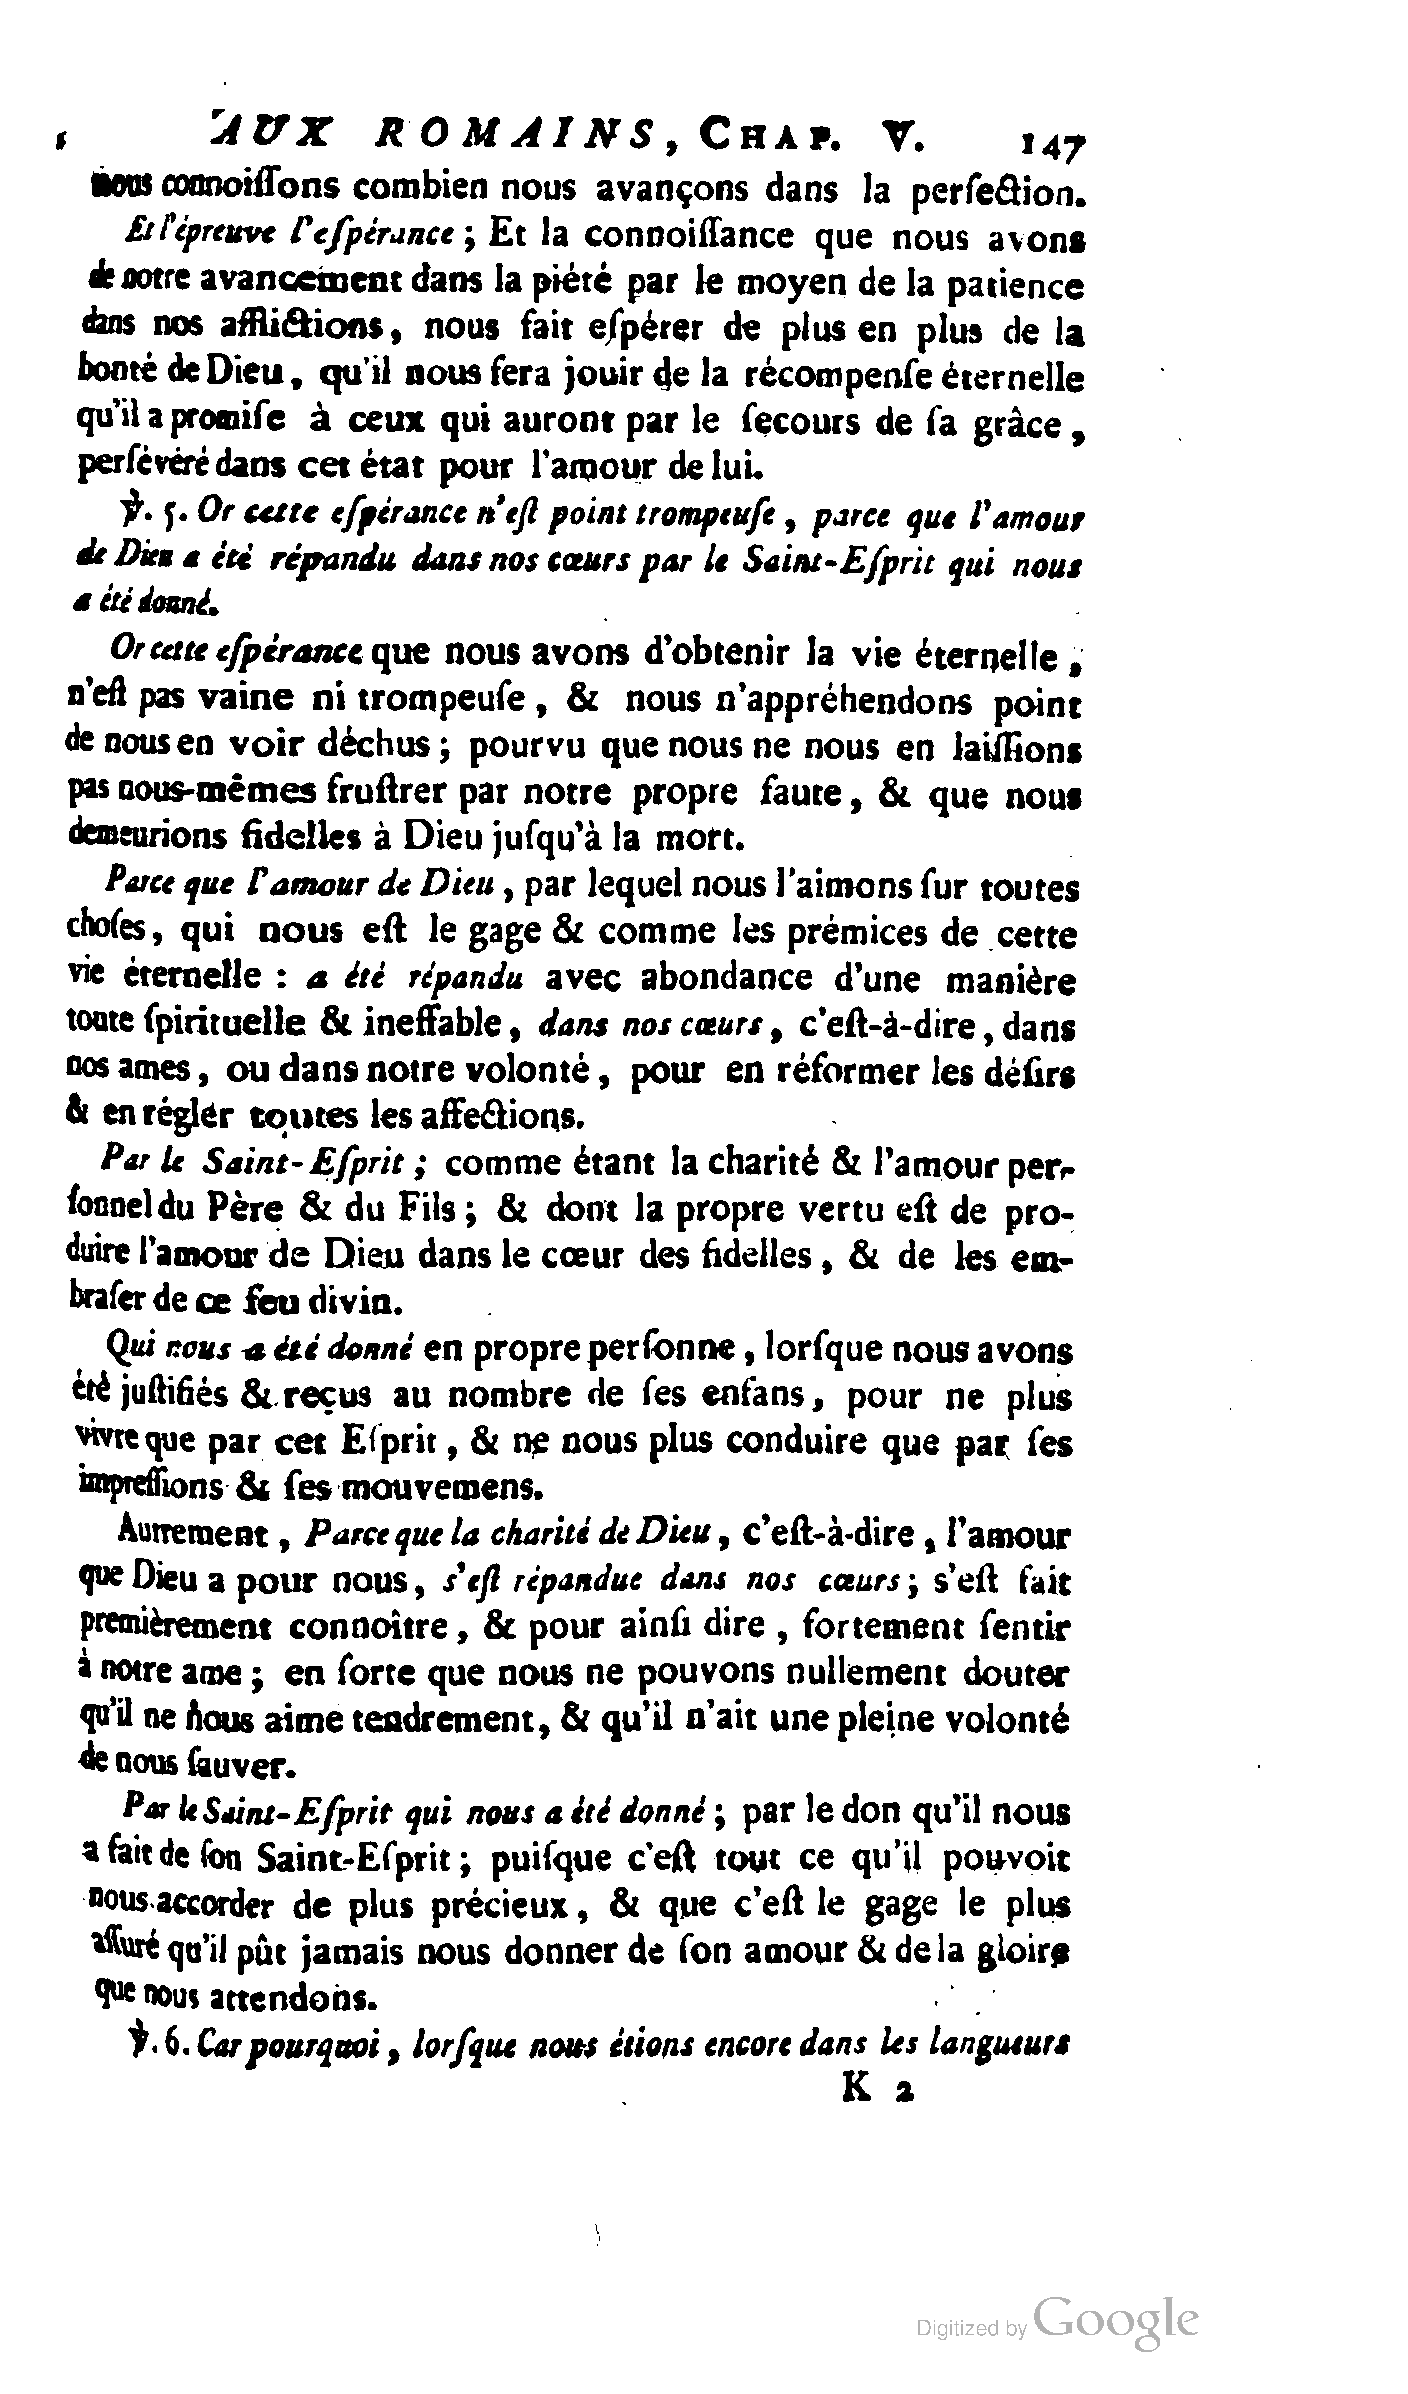 AUX ROMAINS, CHAP. V. 147
nous connoiſſons combien nous avançons dans la perfection.
Et l'épreuve l'eſpérance ; Et la connoiſſance que nous avons
de notre avancement dans la piété par le moyen de la patience
dans nos afflictions, nous fait eſpérer de plus en plus de la
bonté de Dieu, qu'il nous fera jouir de la récompenſe éternelle
qu'il a promiſe à ceux qui auront par le ſecours de ſa grâce,
perſévéré dans cet état pour l'amour de lui.
℣. 5. Or cette eſpérance n'eſt point trompeuſe, parce que l'amour
de Dieu a été répandu dans nos cœurs par le Saint-Eſprit qui nous
a été donné.
Or cette eſpérance que nous avons d'obtenir la vie éternelle,
n'eſt pas vaine ni trompeuſe, & nous n'appréhendons point
de nous en voir déchus ; pourvu que nous ne nous en laiſſions
pas nous-mêmes fruſtrer par notre propre faute, & que nous
demeurions fidelles à Dieu juſqu'à la mort.
Parce que l'amour de Dieu, par lequel nous l'aimons ſur toutes
choſes, qui nous eſt le gage & comme les prémices de cette
vie éternelle : a été répandu avec abondance d'une manière
toute ſpirituelle & ineffable, dans nos cœurs, c'eſt-à-dire, dans
nos ames, ou dans notre volonté, pour en réformer les déſirs
& en régler toutes les affections.
Par le Saint-Eſprit ; comme étant la charité & l'amour per-
ſonnel du Père & du Fils ; & dont la propre vertu eſt de pro-
duire l'amour de Dieu dans le cœur des fidelles, & de les em-
braſer de ce feu divin.
Qui nous a été donné en propre perſonne, lorſque nous avons
été juſtifiés & reçus au nombre de ſes enfans, pour ne plus
vivre que par cet Eſprit, & ne nous plus conduire que par ſes
impreſſions & ſes mouvemens.
Autrement, Parce que la charité de Dieu, c'eſt-à-dire, l'amour
que Dieu a pour nous, s'eſt répandue dans nos cœurs ; s'eſt fait
premièrement connoître, & pour ainſi dire, fortement ſentir
à notre ame ; en ſorte que nous ne pouvons nullement douter
qu'il ne nous aime tendrement, & qu'il n'ait une pleine volonté
de nous ſauver.
Par le Saint-Eſprit qui nous a été donné ; par le don qu'il nous
a fait de ſon Saint-Eſprit ; puiſque c'eſt tout ce qu'il pouvoit
nous accorder de plus précieux, & que c'eſt le gage le plus
aſſuré qu'il pût jamais nous donner de ſon amour & de la gloire
que nous attendons.
℣. 6. Car pourquoi, lorſque nous étions encore dans les langueurs
K 2
Digitized by Google